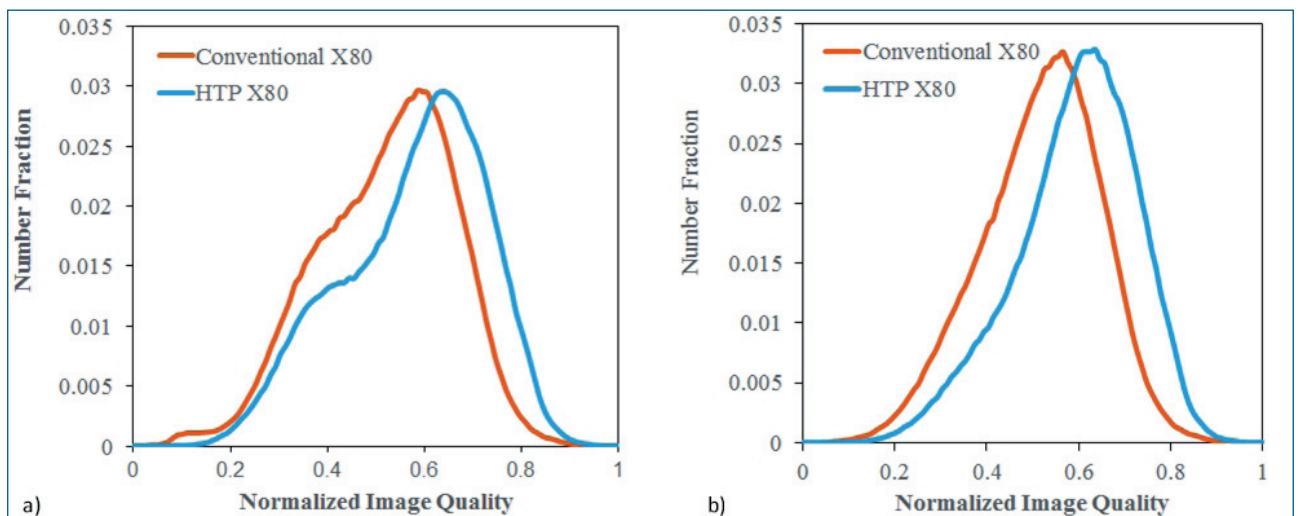 0.035
Conventional X80
HTP X80
0.03
0.025
0.02
0.015
0.01
0.005
0
Number Fraction
0 0.2 0.4 0.6 0.8 1
Normalized Image Quality
a)
0.035
Conventional X80
HTP X80
0.03
0.025
0.02
0.015
0.01
0.005
0
Number Fraction
0 0.2 0.4 0.6 0.8 1
Normalized Image Quality
b)